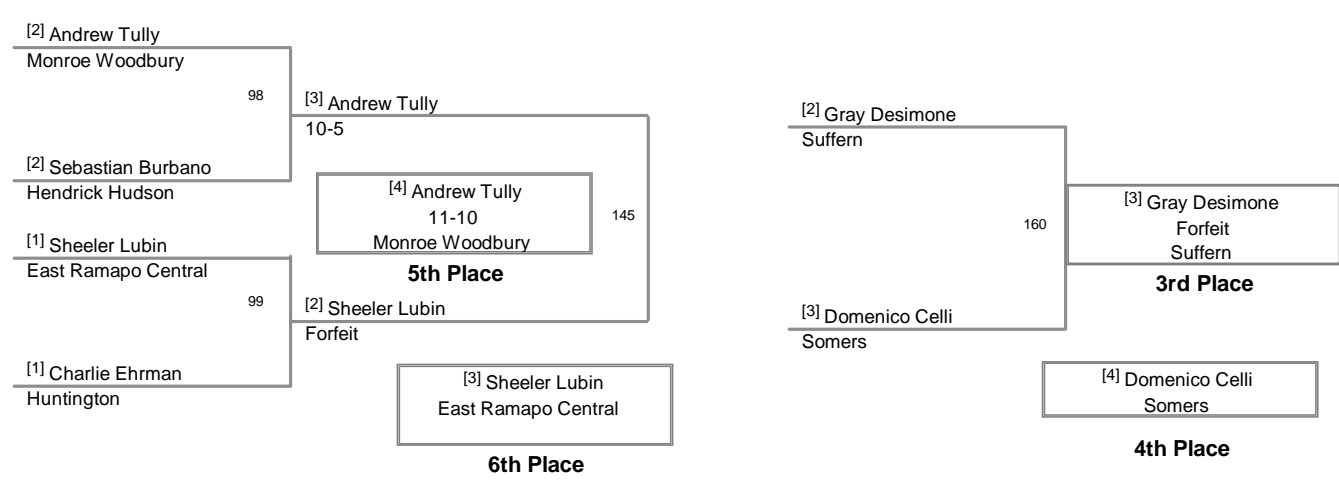 [2] Andrew Tully
Monroe Woodbury
98
[2] Sebastian Burbano
Hendrick Hudson
[1] Sheeler Lubin
East Ramapo Central
99
[1] Charlie Ehrman
Huntington
[3] Andrew Tully
10-5
[4] Andrew Tully
11-10
Monroe Woodbury
5th Place
145
[2] Sheeler Lubin
Forfeit
[3] Sheeler Lubin
East Ramapo Central
6th Place
[2] Gray Desimone
Suffern
160
[3] Domenico Celli
Somers
[3] Gray Desimone
Forfeit
Suffern
3rd Place
[4] Domenico Celli
Somers
4th Place